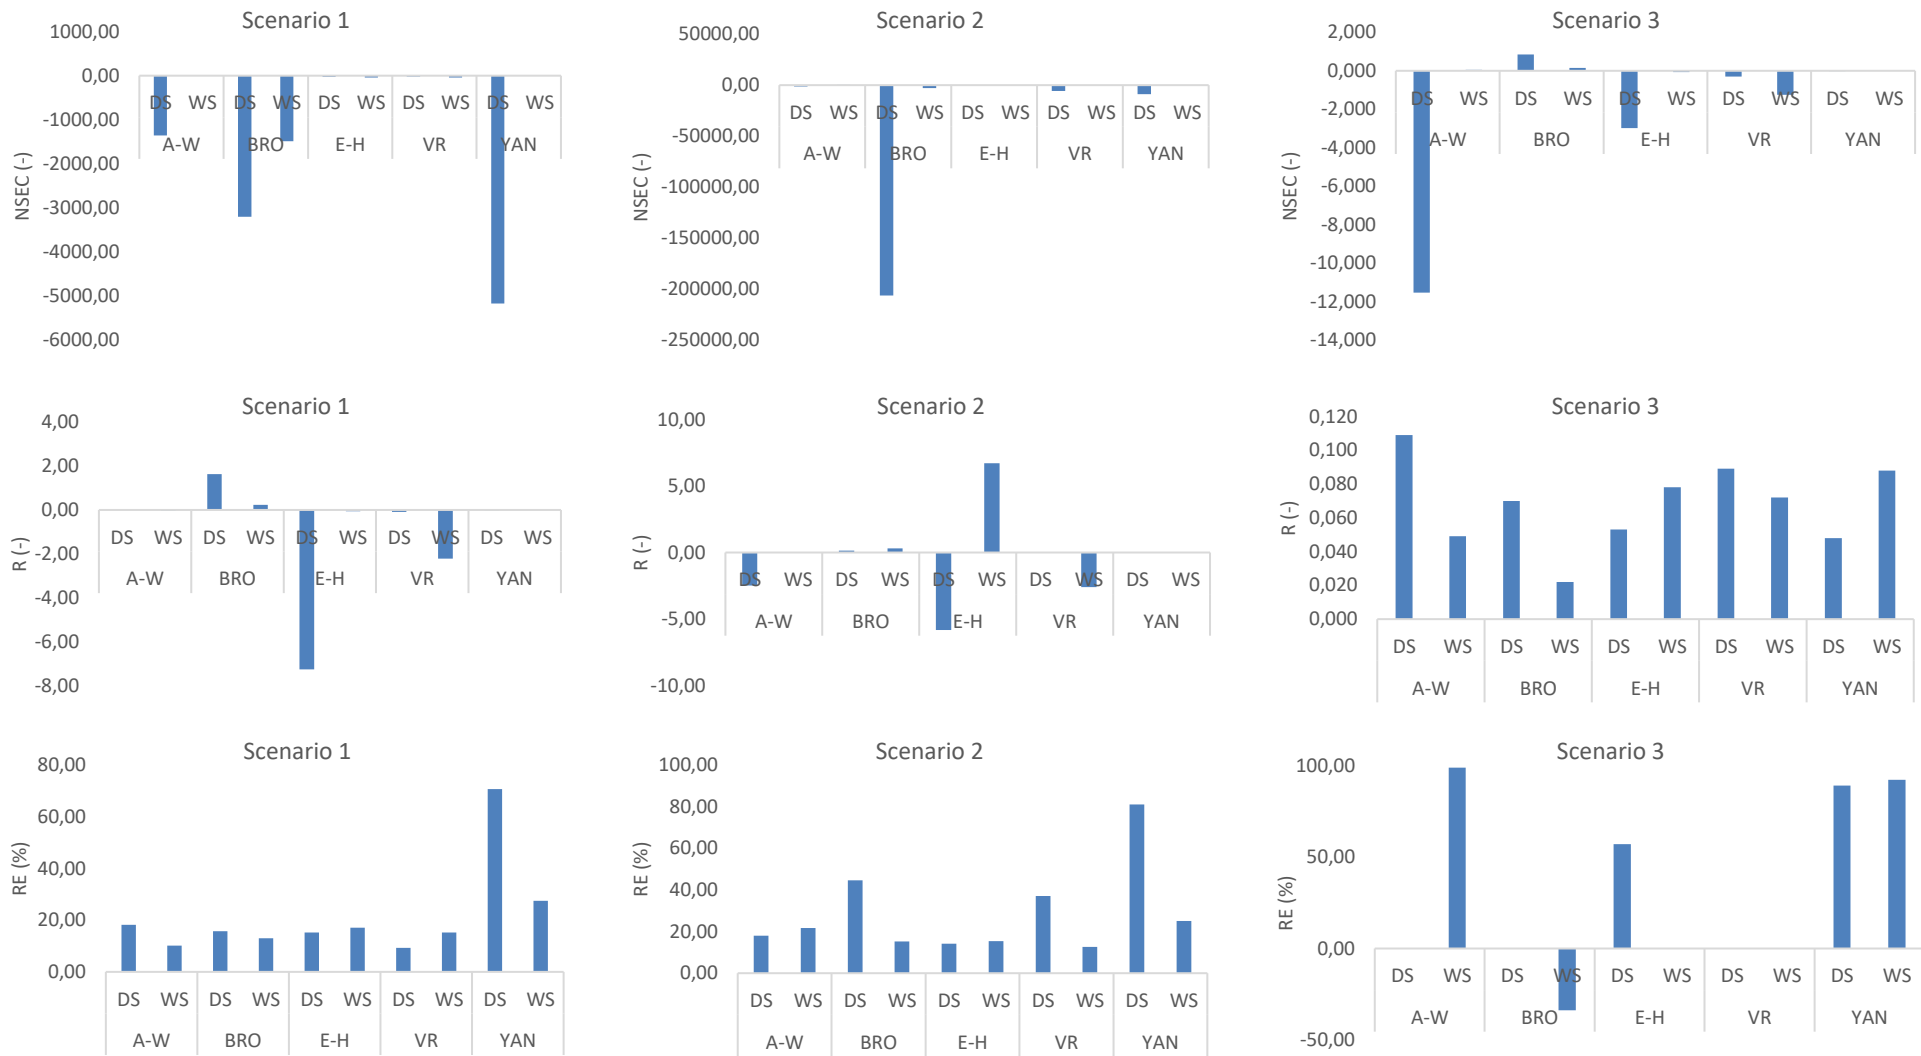 Scenario 1
1000,00
0,00
-1000,00
-2000,00
-3000,00
-4000,00
-5000,00
-6000,00
NSEC (-)
DS WS DS WS DS WS DS WS DS WS
A-W BRO E-H VR YAN
Scenario 2
50000,00
0,00
-50000,00
-100000,00
-150000,00
-200000,00
-250000,00
NSEC (-)
DS WS DS WS DS WS DS WS DS WS
A-W BRO E-H VR YAN
Scenario 3
2,000
0,000
-2,000
-4,000
-6,000
-8,000
-10,000
-12,000
-14,000
NSEC (-)
DS WS DS WS DS WS DS WS DS WS
A-W BRO E-H VR YAN
Scenario 1
4,00
2,00
0,00
-2,00
-4,00
-6,00
-8,00
R (-)
DS WS DS WS DS WS DS WS DS WS
A-W BRO E-H VR YAN
Scenario 2
10,00
5,00
0,00
-5,00
-10,00
R (-)
DS WS DS WS DS WS DS WS DS WS
A-W BRO E-H VR YAN
Scenario 3
0,120
0,100
0,080
0,060
0,040
0,020
0,000
R (-)
DS WS DS WS DS WS DS WS DS WS
A-W BRO E-H VR YAN
Scenario 1
80,00
60,00
40,00
20,00
0,00
RE (%)
DS WS DS WS DS WS DS WS DS WS
A-W BRO E-H VR YAN
Scenario 2
100,00
80,00
60,00
40,00
20,00
0,00
RE (%)
DS WS DS WS DS WS DS WS DS WS
A-W BRO E-H VR YAN
Scenario 3
100,00
50,00
0,00
-50,00
RE (%)
DS WS DS WS DS WS DS WS DS WS
A-W BRO E-H VR YAN